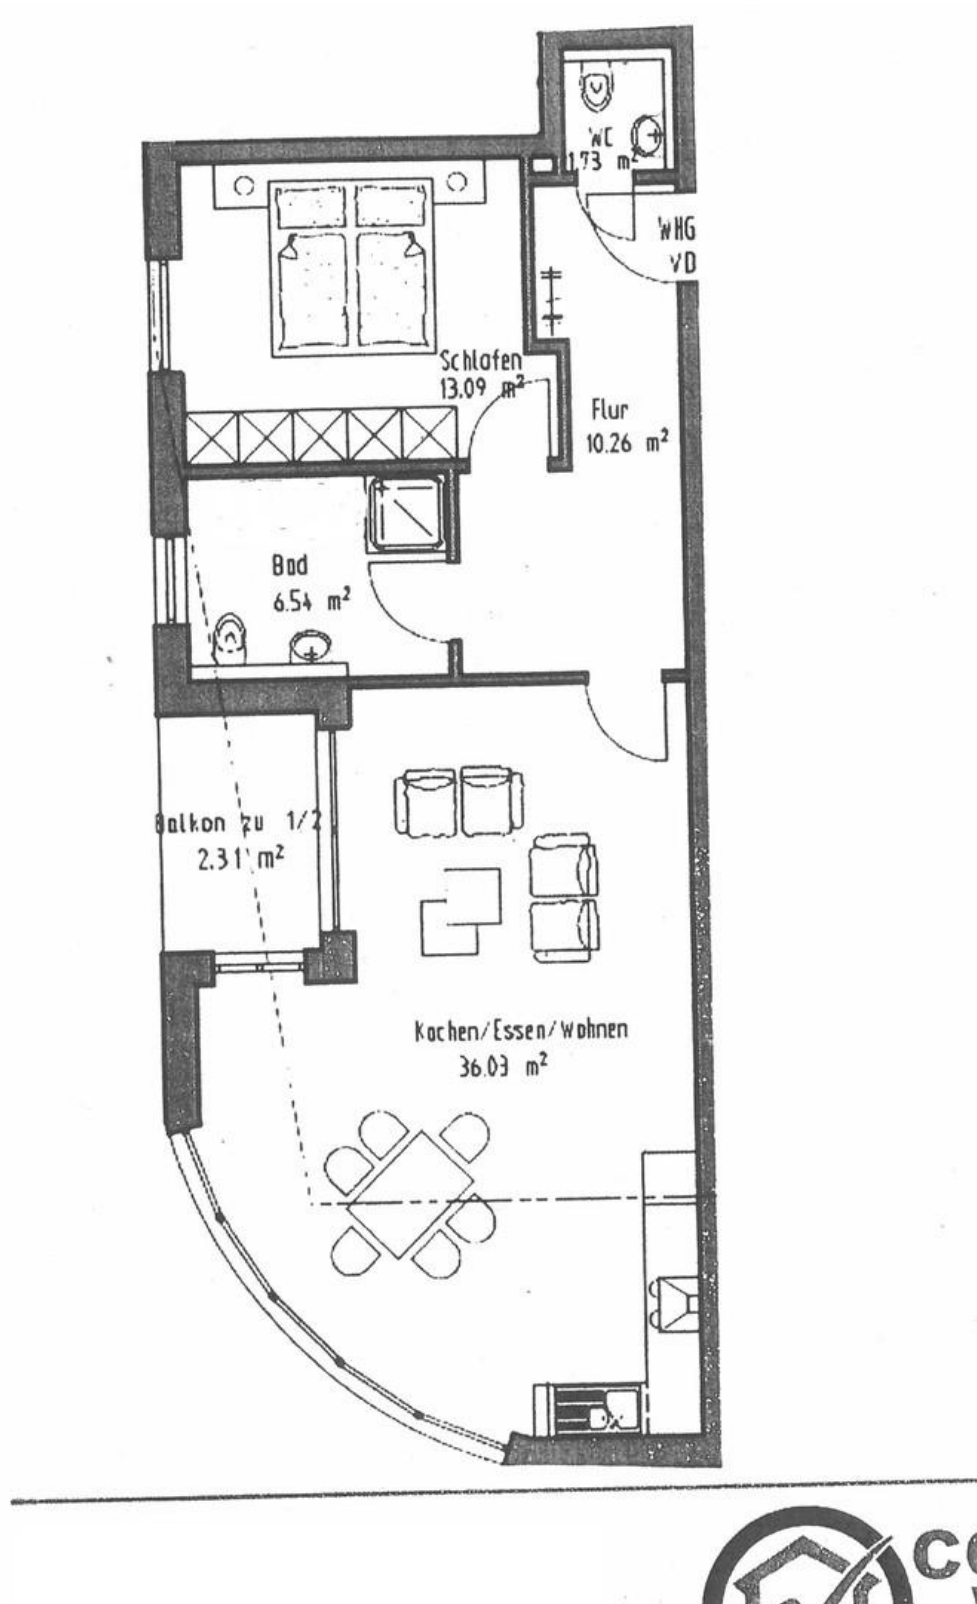 WC
1.73 m²
WHG
VD
Schlafen
13.09 m²
Flur
10.26 m²
Bad
6.54 m²
Balkon zu 1/2
2.31 m²
Kochen/Essen/Wohnen
36.03 m²